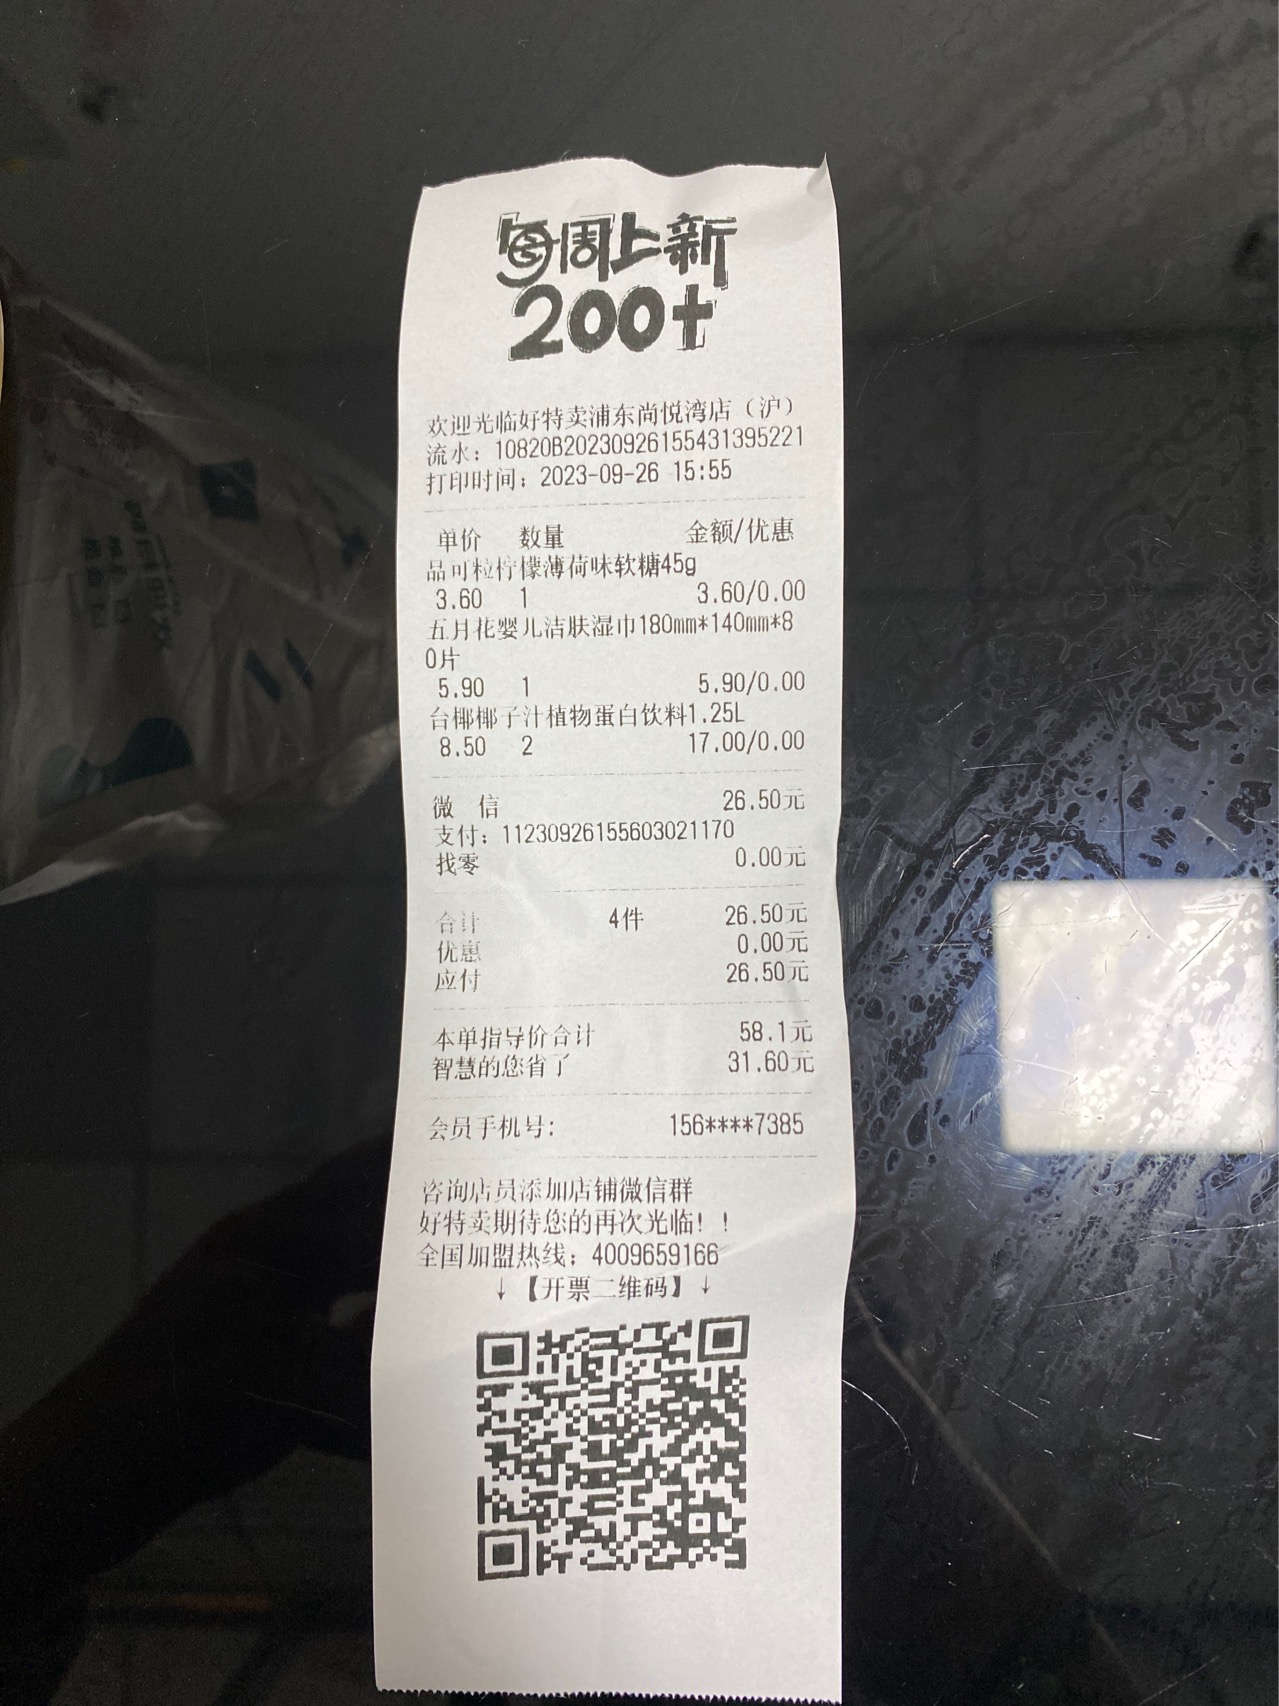 每周上新
200+
欢迎光临好特卖浦东尚悦湾店（沪）
流水：10820B20230926155431395221
打印时间：2023-09-26 15:55
单价 数量 金额/优惠
品可粒柠檬薄荷味软糖45g
3.60 1 3.60/0.00
五月花婴儿洁肤湿巾180mm*140mm*8
0片
5.90 1 5.90/0.00
台椰椰子汁植物蛋白饮料1.25L
8.50 2 17.00/0.00
微 信 26.50元
支付：11230926155603021170
找零 0.00元
合计 4件 26.50元
优惠 0.00元
应付 26.50元
本单指导价合计 58.1元
智慧的您省了 31.60元
会员手机号: 156****7385
咨询店员添加店铺微信群
好特卖期待您的再次光临！！
全国加盟热线：4009659166
↓【开票二维码】↓